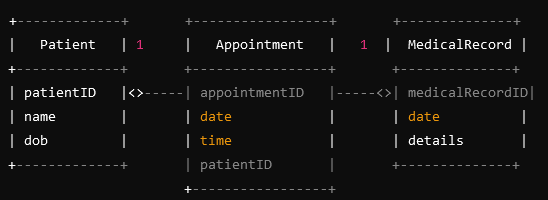 +-------------+       +-----------------+       +--------------+
|   Patient   | 1     |   Appointment   |   1   | MedicalRecord |
+-------------+       +-----------------+       +--------------+
| patientID   |<>-----| appointmentID   |-----<>| medicalRecordID|
| name        |       | date            |       | date          |
| dob         |       | time            |       | details       |
+-------------+       | patientID       |       +--------------+
                      +-----------------+